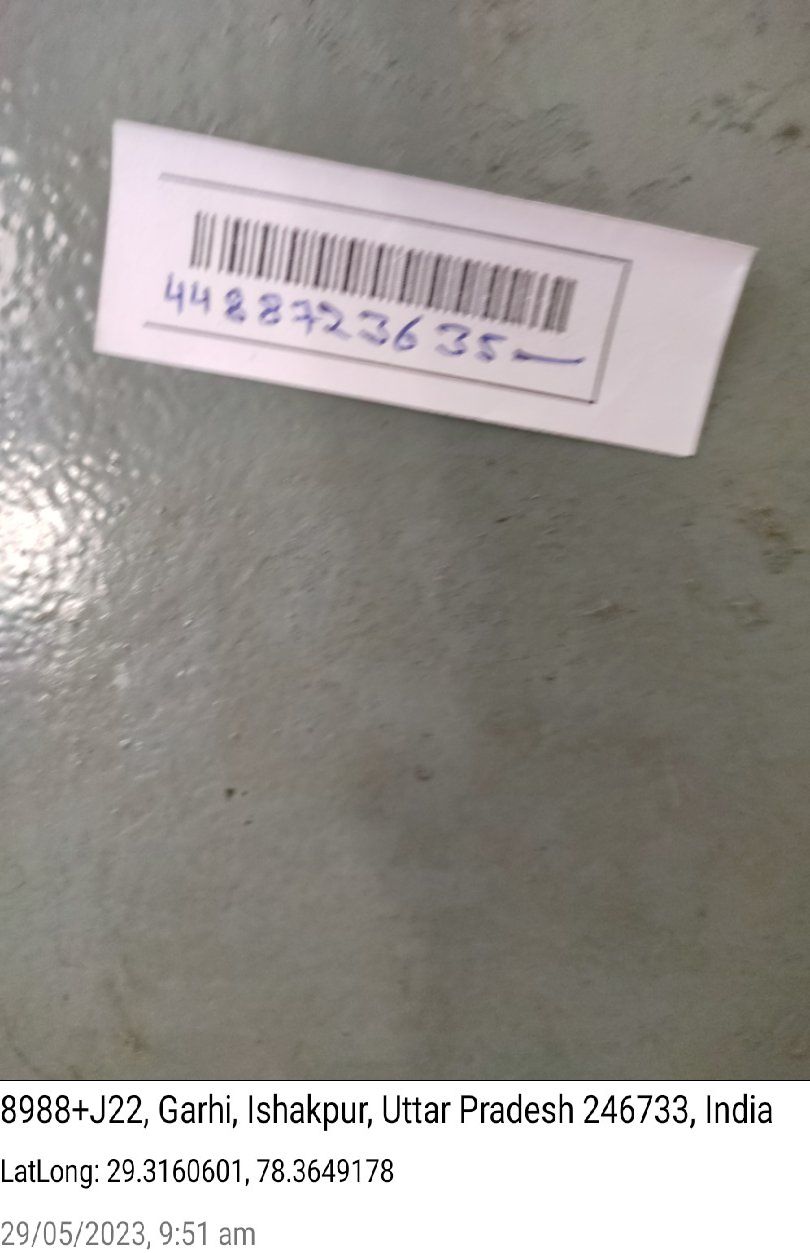 4488723635
8988+J22, Garhi, Ishakpur, Uttar Pradesh 246733, India
LatLong: 29.3160601, 78.3649178
29/05/2023, 9:51 am